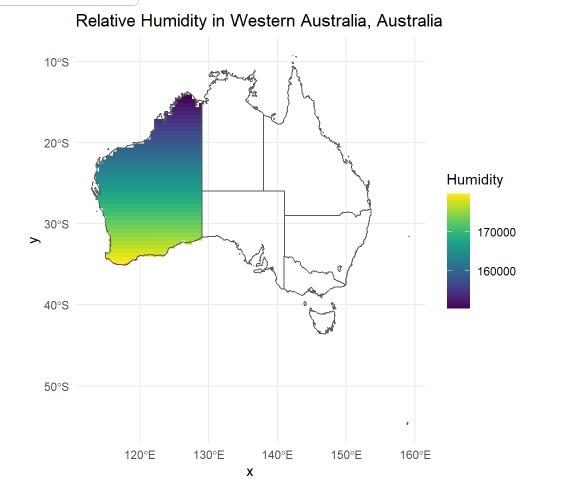 Relative Humidity in Western Australia, Australia
10°S
20°S
30°S
40°S
50°S
y
120°E
130°E
140°E
150°E
160°E
x
Humidity
170000
160000